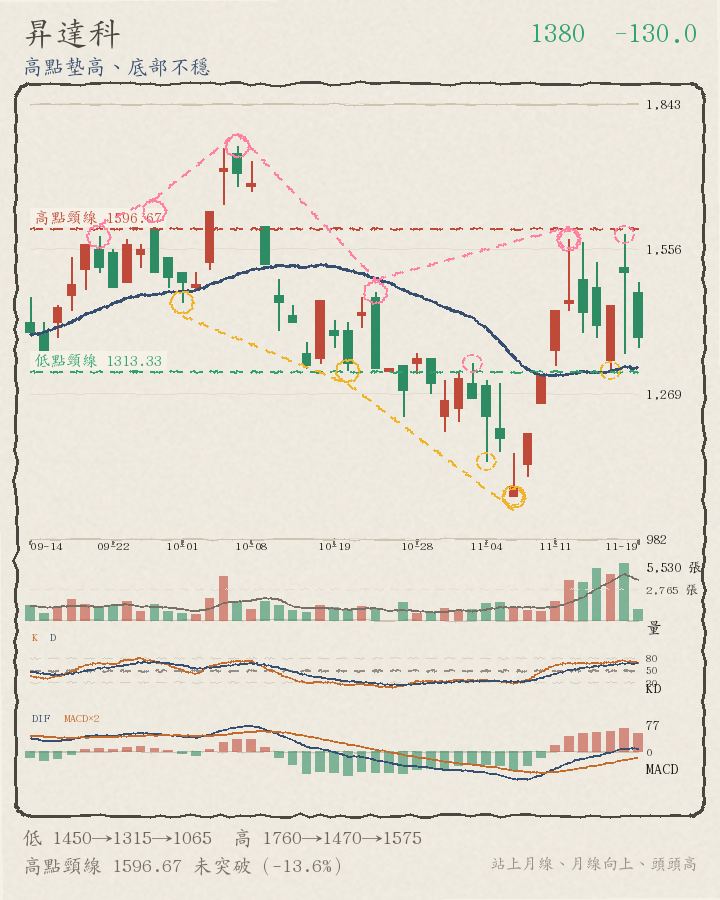 昇達科 1380 -130.0
高點墊高、底部不穩
1,843
高點頸線 1596.67
1,556
低點頸線 1313.33
1,269
982
09-14 09-22 10-01 10-08 10-19 10-28 11-04 11-11 11-19
5,530 張
2,765 張
量
K D
80
50
20
KD
DIF MACD×2
77
0
MACD
低 1450→1315→1065 高 1760→1470→1575
高點頸線 1596.67 未突破 (-13.6%)
站上月線、月線向上、頭頭高